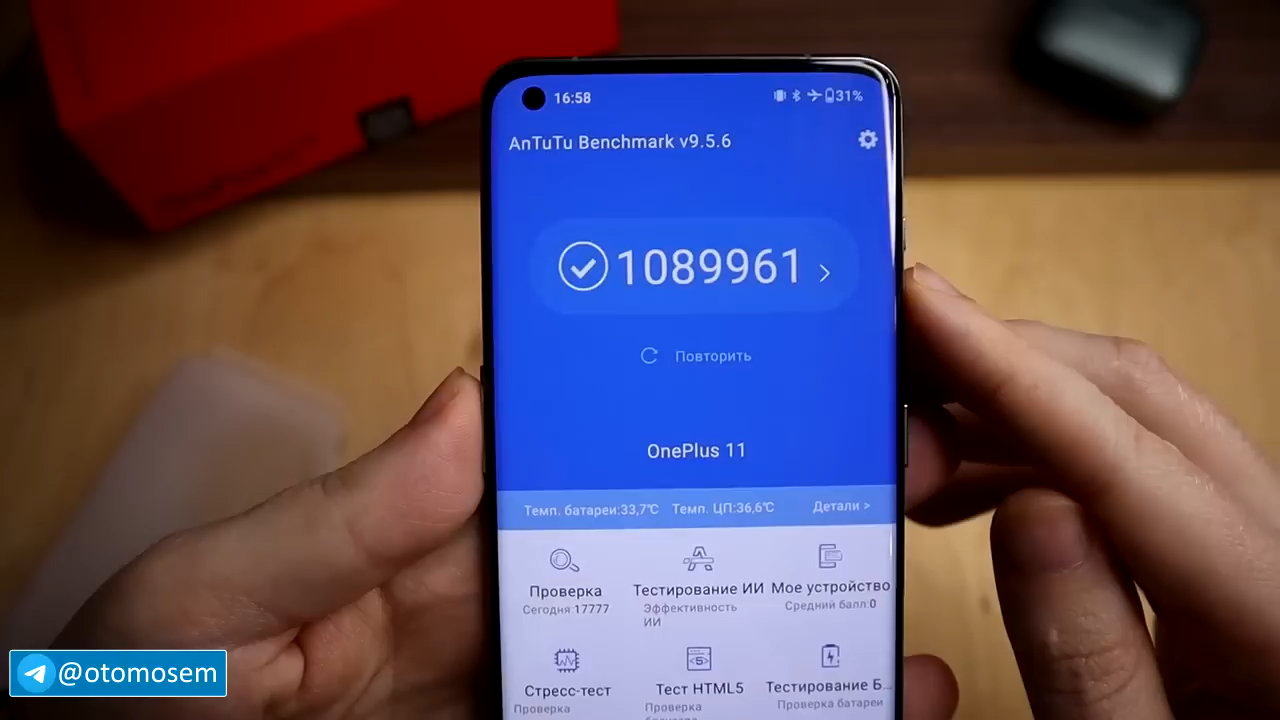 16:58
31%
AnTuTu Benchmark v9.5.6
1089961 >
Повторить
OnePlus 11
Темп. батареи:33,7℃ Темп. ЦП:36,6℃ Детали >
Проверка
Сегодня:17777
Тестирование ИИ
Эффективность
ИИ
Мое устройство
Средний балл:0
Стресс-тест
Проверка
Тест HTML5
Проверка
Тестирование Б...
Проверка батареи
@otomosem